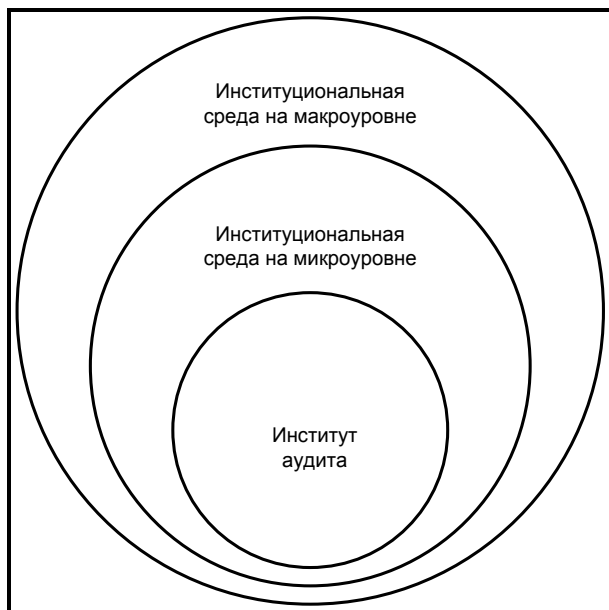 Институциональная
среда на макроуровне
Институциональная
среда на микроуровне
Институт
аудита